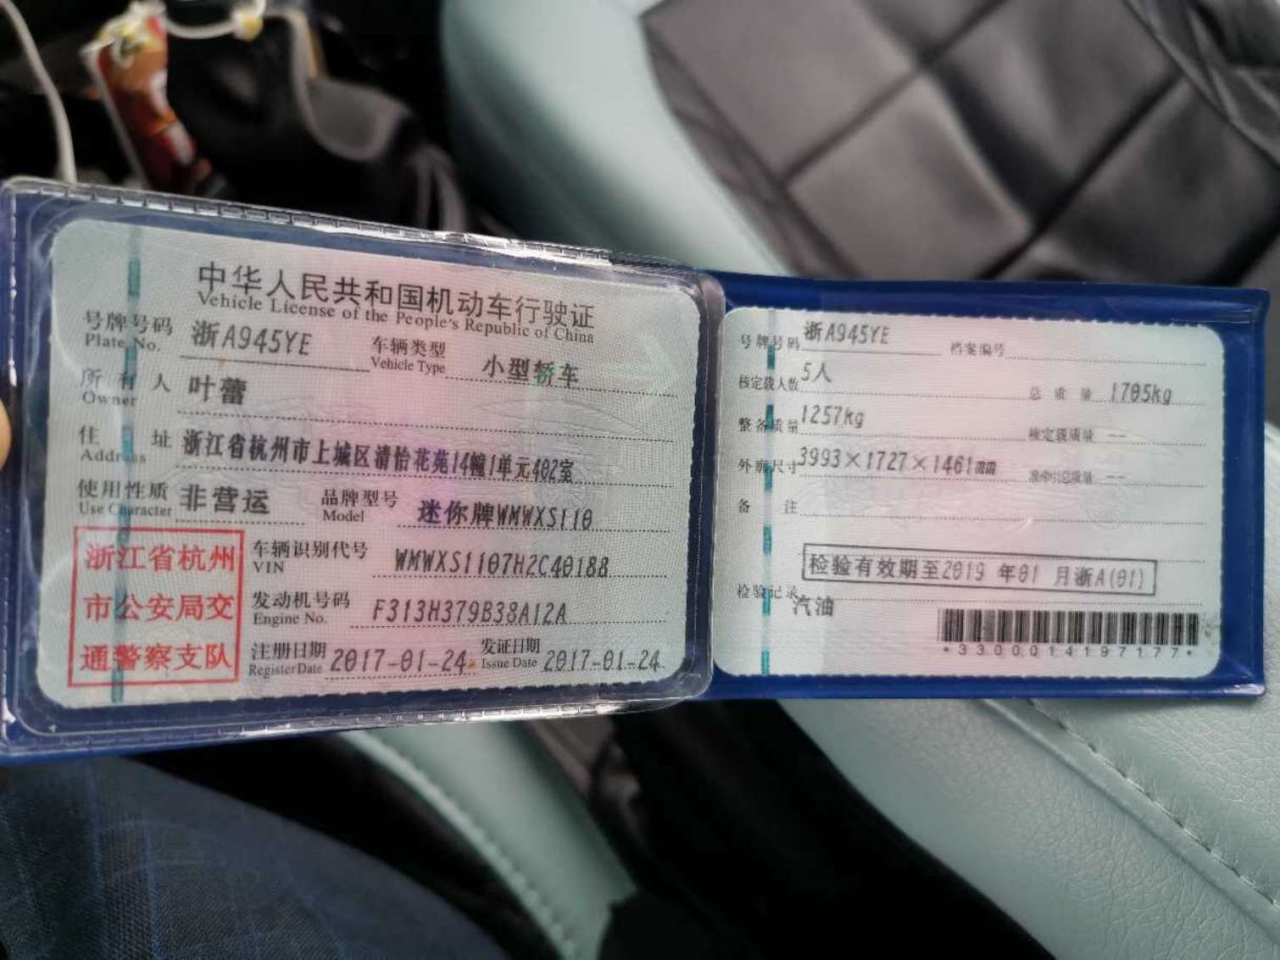 中华人民共和国机动车行驶证
Vehicle License of the People's Republic of China
号牌号码 浙A945YE 车辆类型 小型轿车
Plate No. Vehicle Type
所有人 叶蕾
Owner
住址 浙江省杭州市上城区清怡花苑14幢1单元402室
Address
使用性质 非营运 品牌型号 迷你牌WMWXS110
Use Character Model
浙江省杭州
市公安局交
通警察支队
车辆识别代号 WMWXS1107H2C40188
VIN
发动机号码 F313H379B38A12A
Engine No.
注册日期 2017-01-24 发证日期 2017-01-24
Register Date Issue Date
号牌号码 浙A945YE 档案编号
核定载人数 5人 总质量 1705kg
整备质量 1257kg 核定载质量 --
外廓尺寸 3993×1727×1461mm 准牵引总质量 --
备注
检验有效期至2019年01月浙A(01)
检验记录
汽油
*3300014197177*